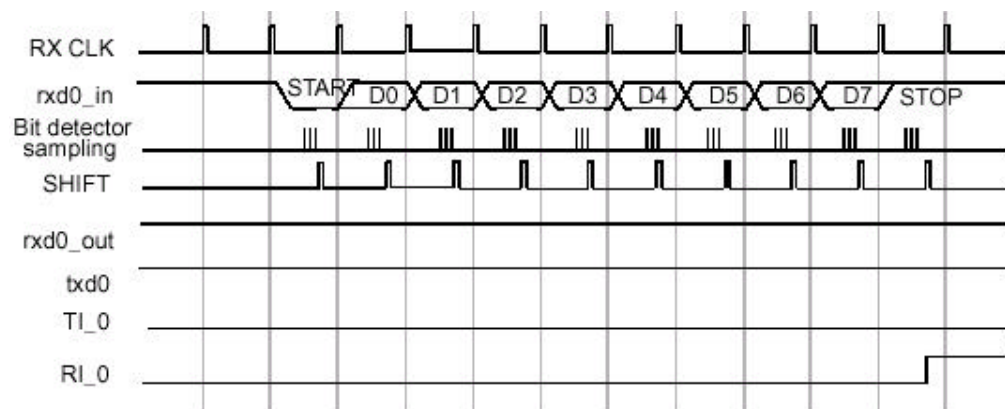 RX CLK
rxd0_in START D0 D1 D2 D3 D4 D5 D6 D7 STOP
Bit detector
sampling
SHIFT
rxd0_out
txd0
TI_0
RI_0